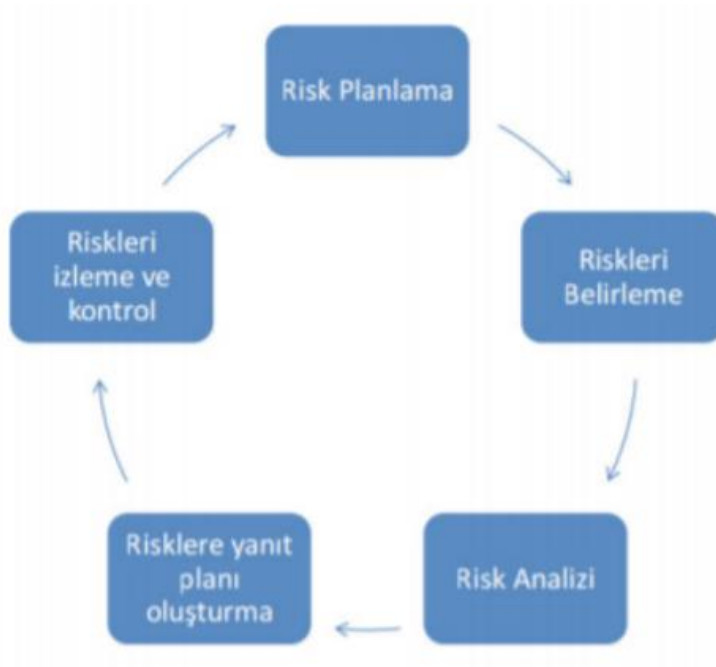 Risk Planlama
Riskleri
Belirleme
Risk Analizi
Risklere yanıt
planı
oluşturma
Riskleri
izleme ve
kontrol